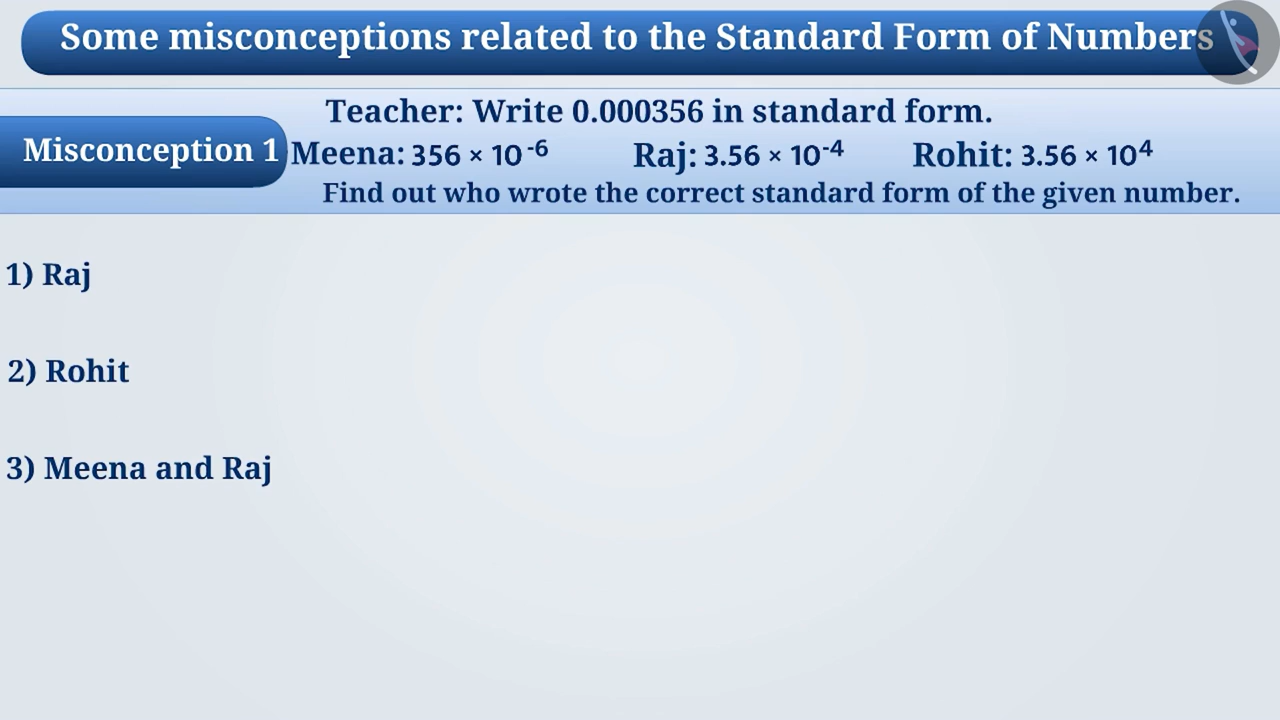 Some misconceptions related to the Standard Form of Numbers
Teacher: Write 0.000356 in standard form.
Misconception 1
Meena: 356 × 10⁻⁶ Raj: 3.56 × 10⁻⁴ Rohit: 3.56 × 10⁴
Find out who wrote the correct standard form of the given number.
1) Raj
2) Rohit
3) Meena and Raj